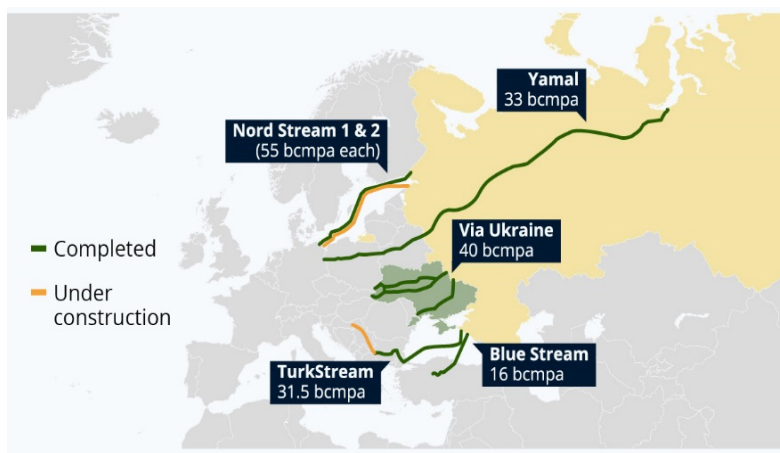 Yamal
33 bcmpa
Nord Stream 1 & 2
(55 bcmpa each)
Via Ukraine
40 bcmpa
Completed
Under
construction
TurkStream
31.5 bcmpa
Blue Stream
16 bcmpa